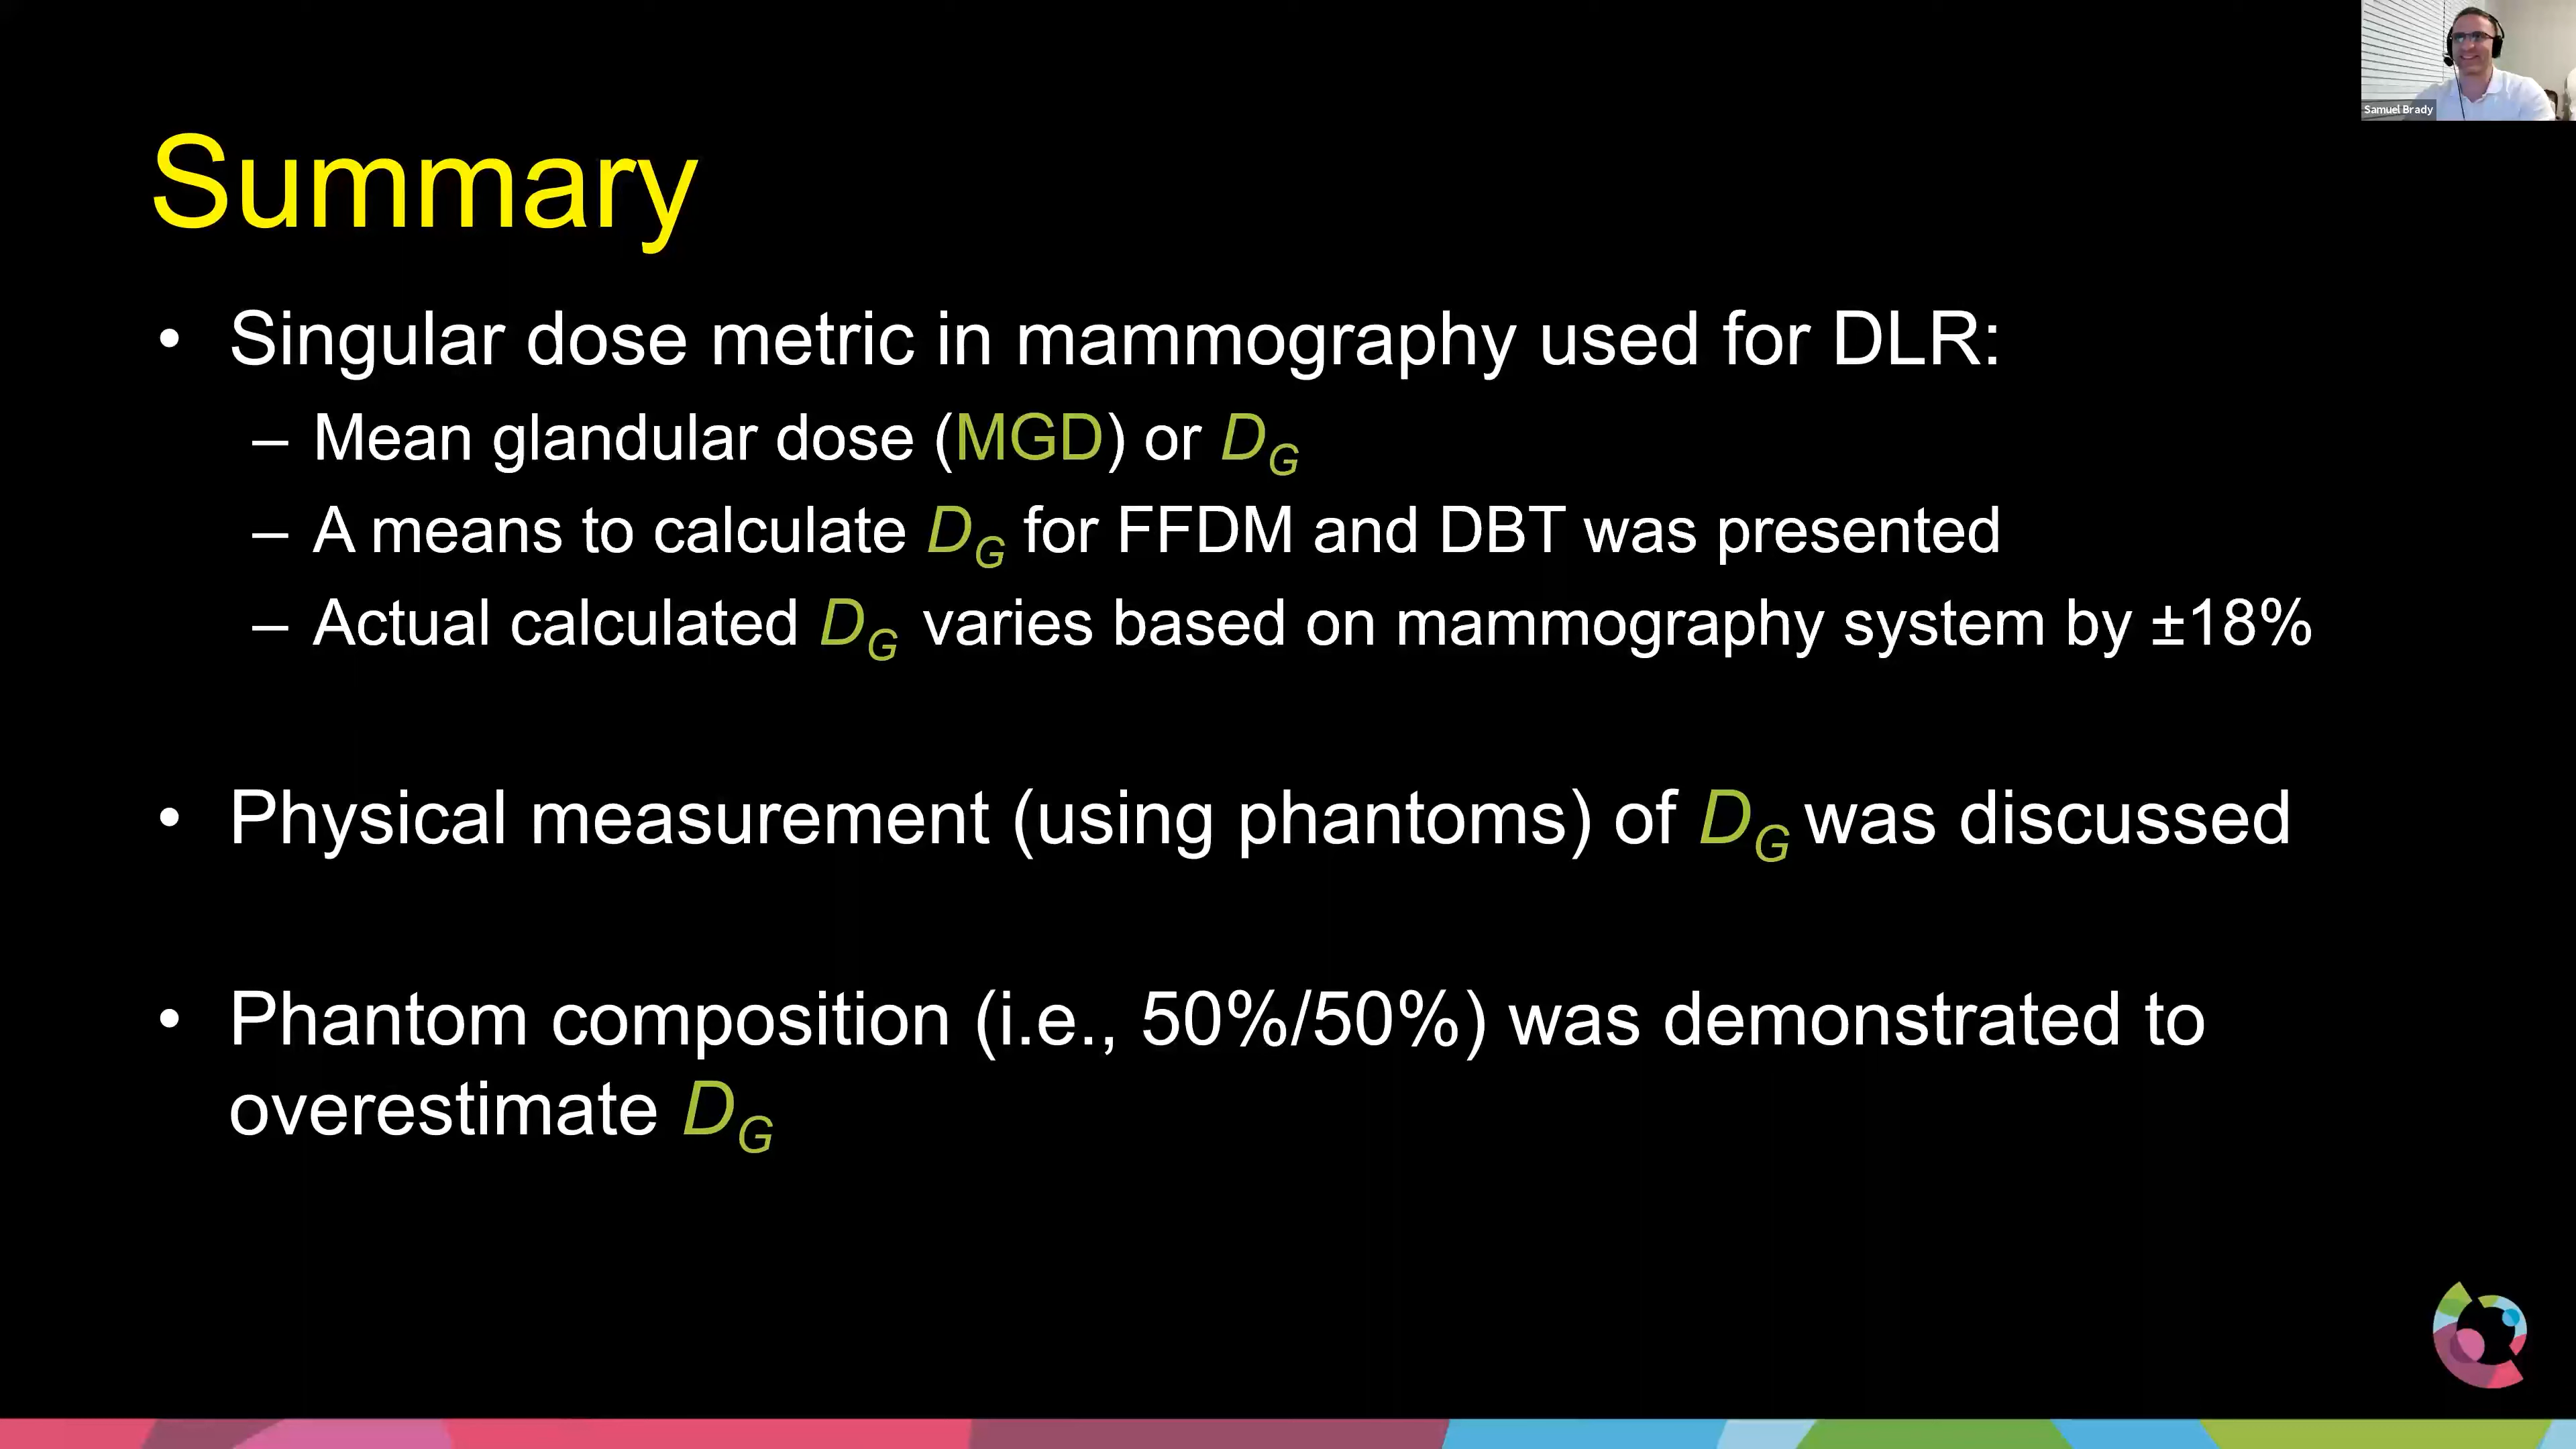 Samuel Brady
Summary
• Singular dose metric in mammography used for DLR:
– Mean glandular dose (MGD) or DG
– A means to calculate DG for FFDM and DBT was presented
– Actual calculated DG varies based on mammography system by ±18%
• Physical measurement (using phantoms) of DG was discussed
• Phantom composition (i.e., 50%/50%) was demonstrated to
overestimate DG